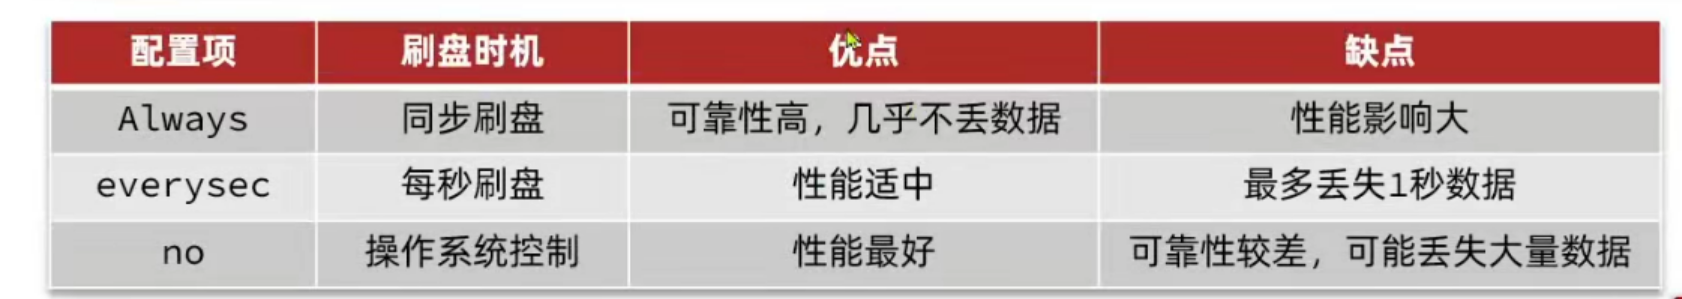 配置项 刷盘时机 优点 缺点
Always 同步刷盘 可靠性高，几乎不丢数据 性能影响大
everysec 每秒刷盘 性能适中 最多丢失1秒数据
no 操作系统控制 性能最好 可靠性较差，可能丢失大量数据